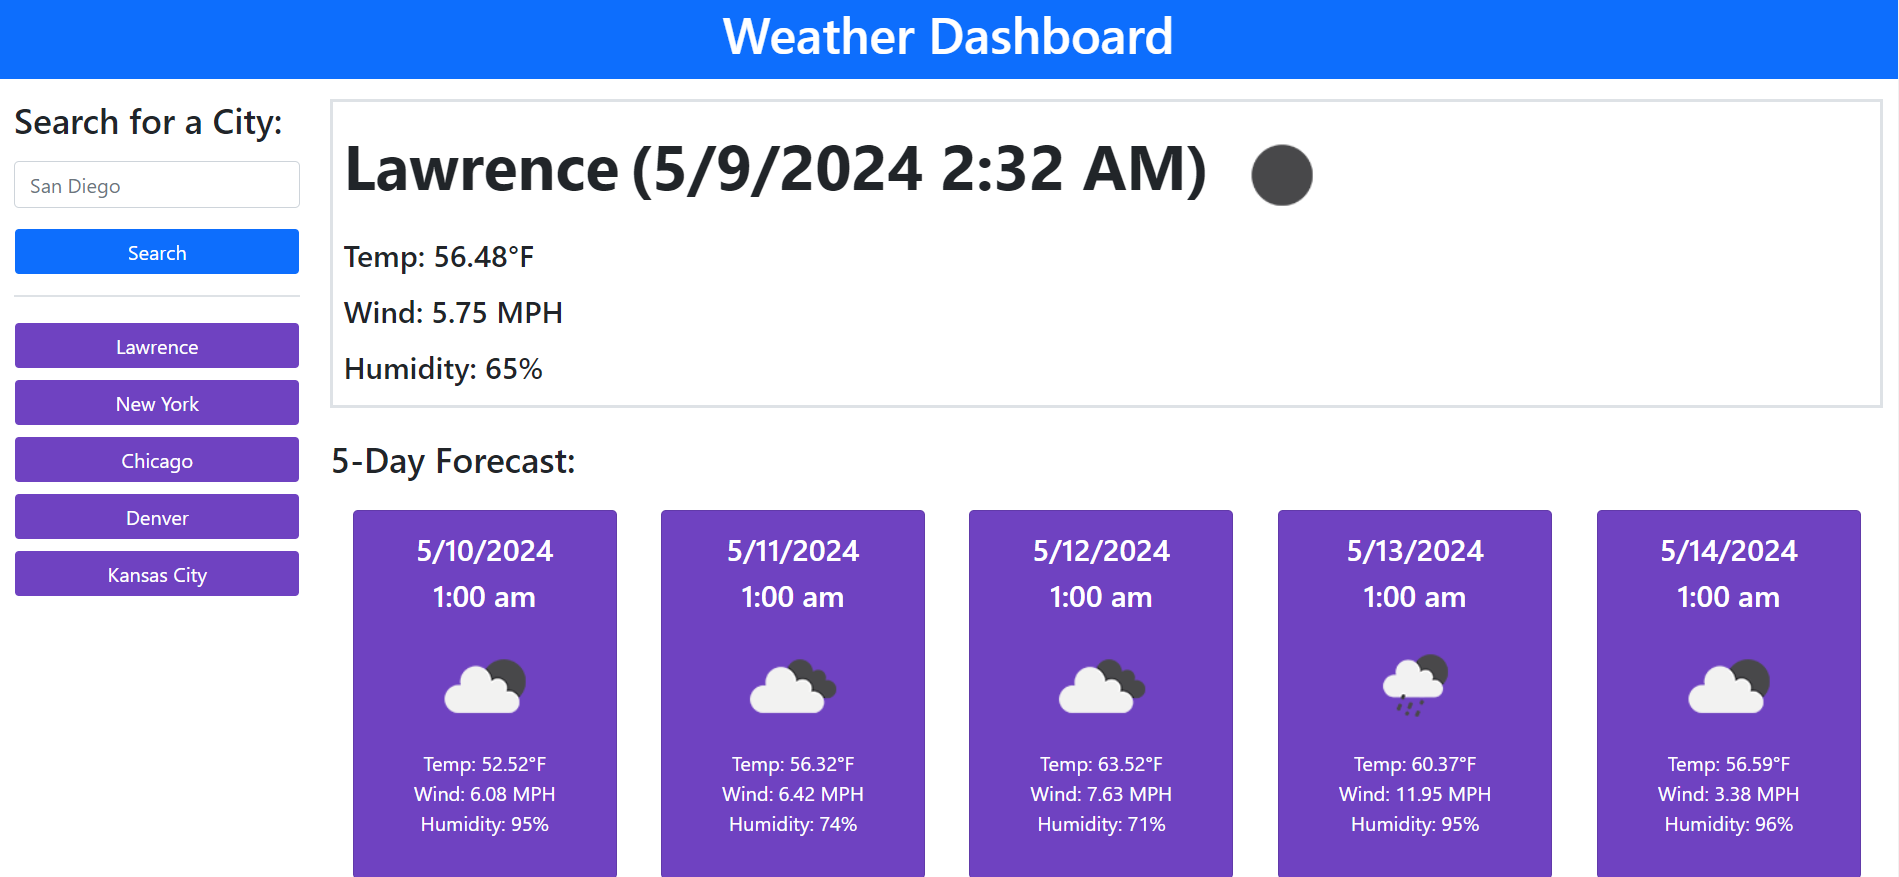 Weather Dashboard
Search for a City:
San Diego
Search
Lawrence
New York
Chicago
Denver
Kansas City
Lawrence (5/9/2024 2:32 AM)
Temp: 56.48°F
Wind: 5.75 MPH
Humidity: 65%
5-Day Forecast:
5/10/2024
1:00 am
Temp: 52.52°F
Wind: 6.08 MPH
Humidity: 95%
5/11/2024
1:00 am
Temp: 56.32°F
Wind: 6.42 MPH
Humidity: 74%
5/12/2024
1:00 am
Temp: 63.52°F
Wind: 7.63 MPH
Humidity: 71%
5/13/2024
1:00 am
Temp: 60.37°F
Wind: 11.95 MPH
Humidity: 95%
5/14/2024
1:00 am
Temp: 56.59°F
Wind: 3.38 MPH
Humidity: 96%